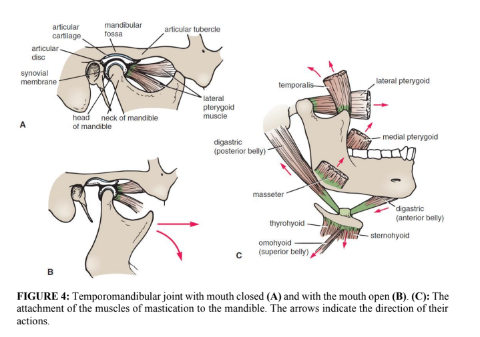 articular
cartilage
mandibular
fossa
articular tubercle
articular
disc
synovial
membrane
head
of mandible
neck of mandible
lateral
pterygoid
muscle
A
B
temporalis
lateral pterygoid
medial pterygoid
digastric
(posterior belly)
masseter
digastric
(anterior belly)
thyrohyoid
sternohyoid
omohyoid
(superior belly)
C
FIGURE 4: Temporomandibular joint with mouth closed (A) and with the mouth open (B). (C): The
attachment of the muscles of mastication to the mandible. The arrows indicate the direction of their
actions.